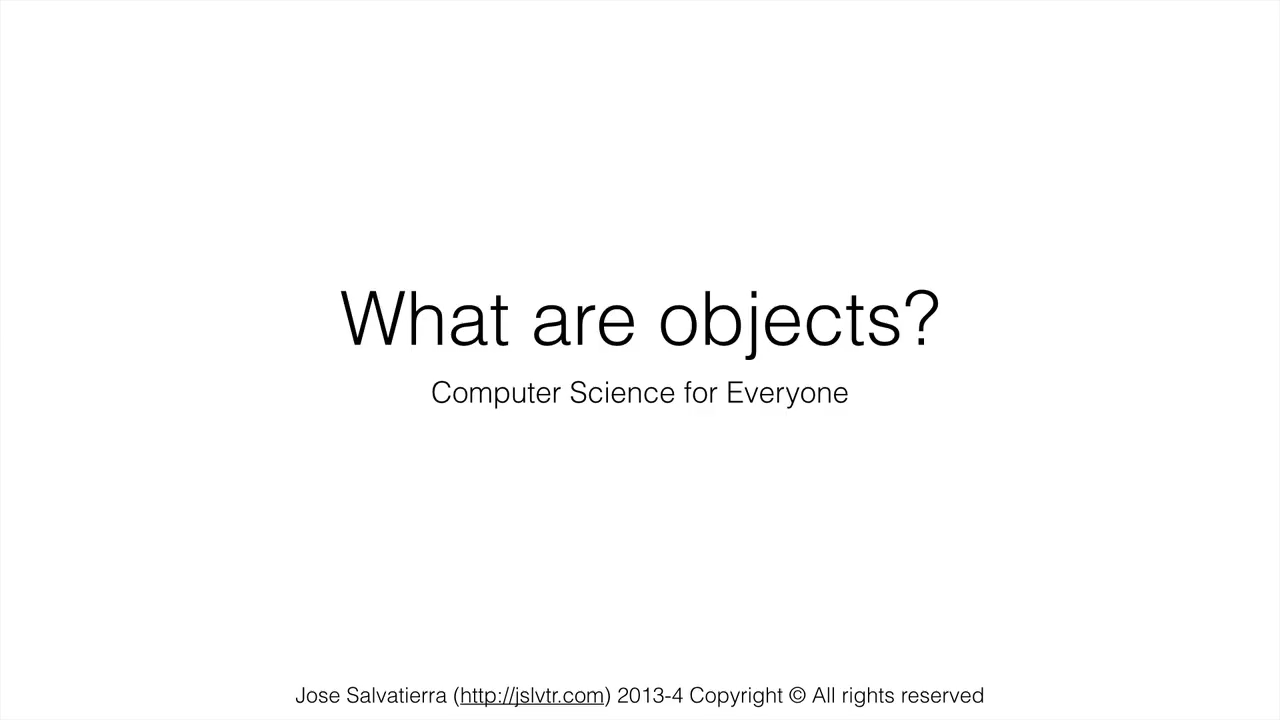 What are objects?
Computer Science for Everyone
Jose Salvatierra (http://jslvtr.com) 2013-4 Copyright © All rights reserved